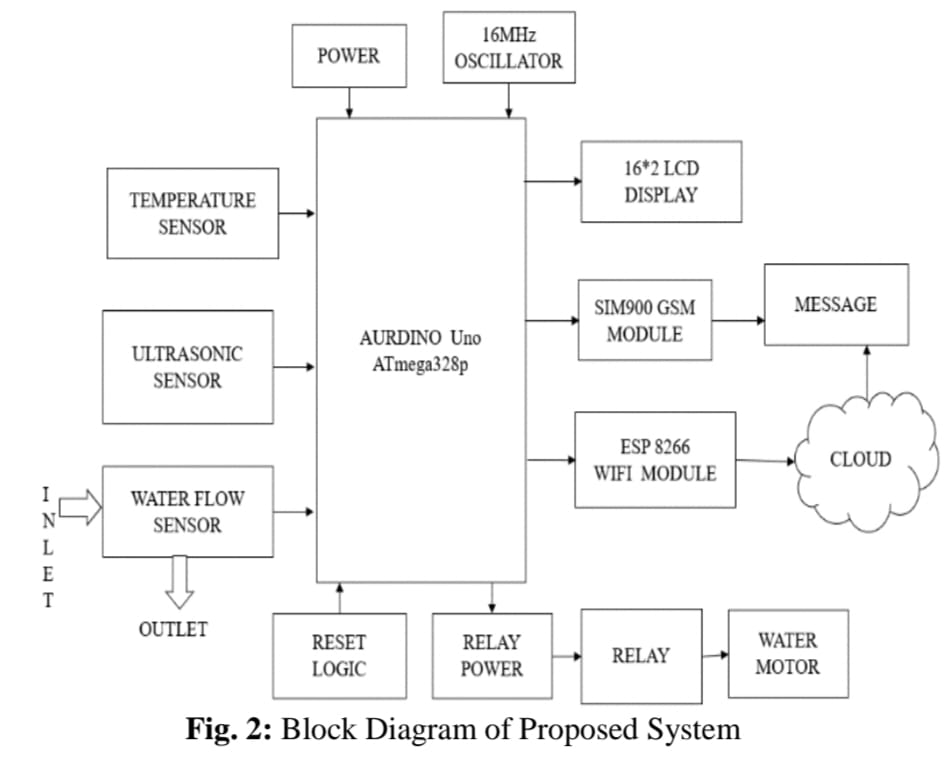 POWER
16MHz
OSCILLATOR
TEMPERATURE
SENSOR
16*2 LCD
DISPLAY
ULTRASONIC
SENSOR
AURDINO Uno
ATmega328p
SIM900 GSM
MODULE
MESSAGE
INLET
WATER FLOW
SENSOR
ESP 8266
WIFI MODULE
CLOUD
OUTLET
RESET
LOGIC
RELAY
POWER
RELAY
WATER
MOTOR
Fig. 2: Block Diagram of Proposed System